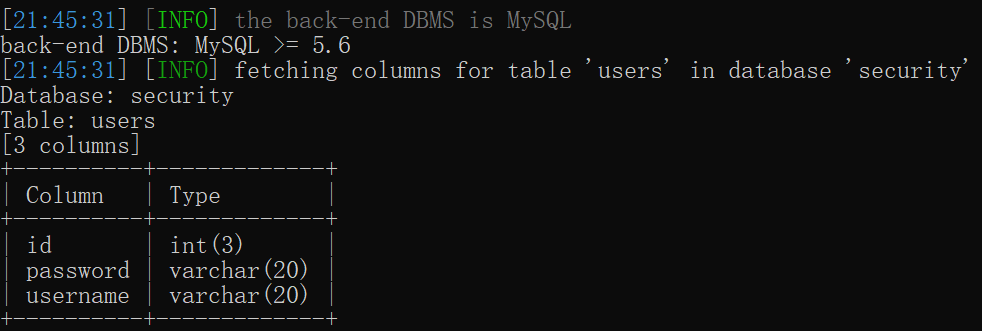 [21:45:31] [INFO] the back-end DBMS is MySQL
back-end DBMS: MySQL >= 5.6
[21:45:31] [INFO] fetching columns for table 'users' in database 'security'
Database: security
Table: users
[3 columns]
+----------+-------------+
| Column   | Type        |
+----------+-------------+
| id       | int(3)      |
| password | varchar(20) |
| username | varchar(20) |
+----------+-------------+